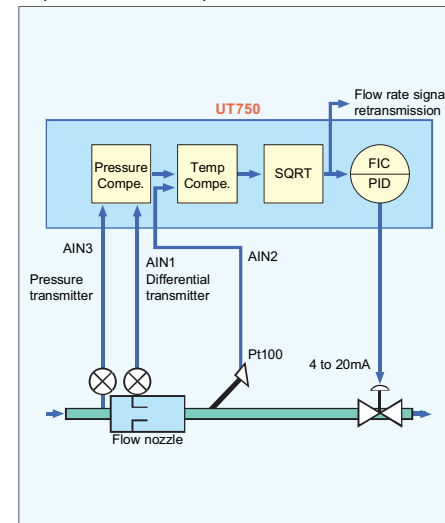 Flow rate signal
retransmission
UT750
Pressure
Compe.
Temp
Compe.
SQRT
FIC
PID
AIN3
Pressure
transmitter
AIN1
Differential
transmitter
AIN2
Pt100
4 to 20mA
Flow nozzle